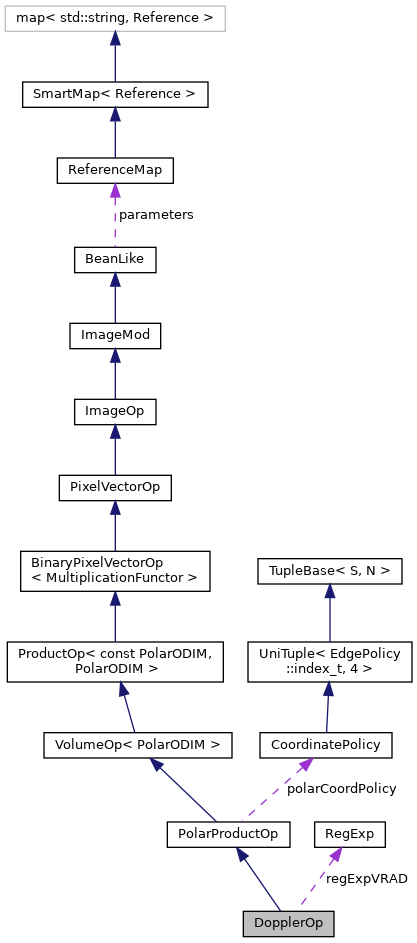 map< std::string, Reference >
SmartMap< Reference >
ReferenceMap
parameters
BeanLike
ImageMod
ImageOp
PixelVectorOp
BinaryPixelVectorOp
< MultiplicationFunctor >
TupleBase< S, N >
ProductOp< const PolarODIM,
PolarODIM >
UniTuple< EdgePolicy
::index_t, 4 >
VolumeOp< PolarODIM >
CoordinatePolicy
polarCoordPolicy
PolarProductOp
RegExp
regExpVRAD
DopplerOp